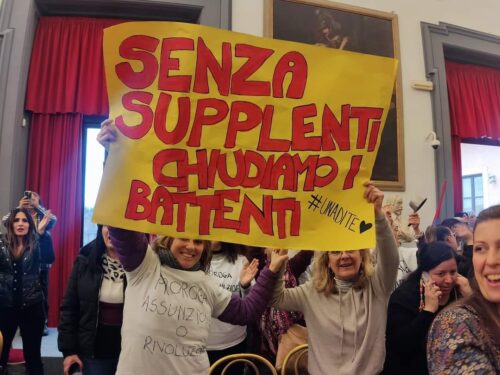 SENZA
SUPPLENTI
CHIUDIAMO I
BATTENTI
#UNADITE
ASSUNZIONI
O